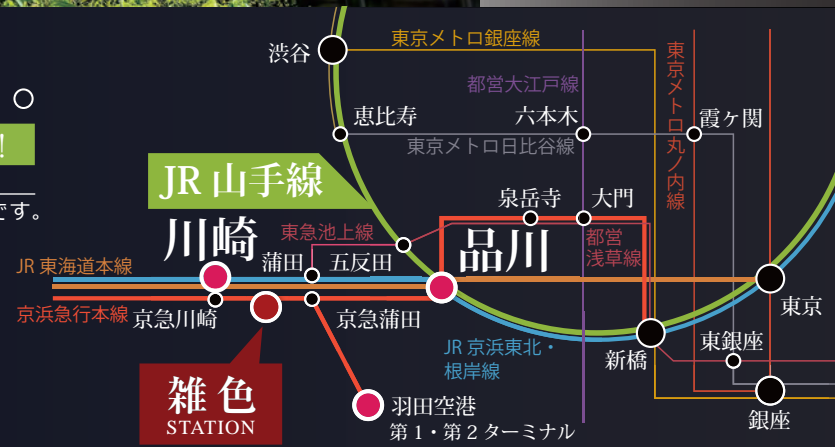 。
!
です。
渋谷
東京メトロ銀座線
都営大江戸線
東京メトロ丸ノ内線
恵比寿
六本木
霞ヶ関
東京メトロ日比谷線
JR 山手線
泉岳寺
大門
川崎
東急池上線
品川
都営
浅草線
蒲田
五反田
JR 東海道本線
京浜急行本線
京急川崎
京急蒲田
東京
JR 京浜東北・
根岸線
新橋
東銀座
雑色
STATION
羽田空港
第1・第2ターミナル
銀座